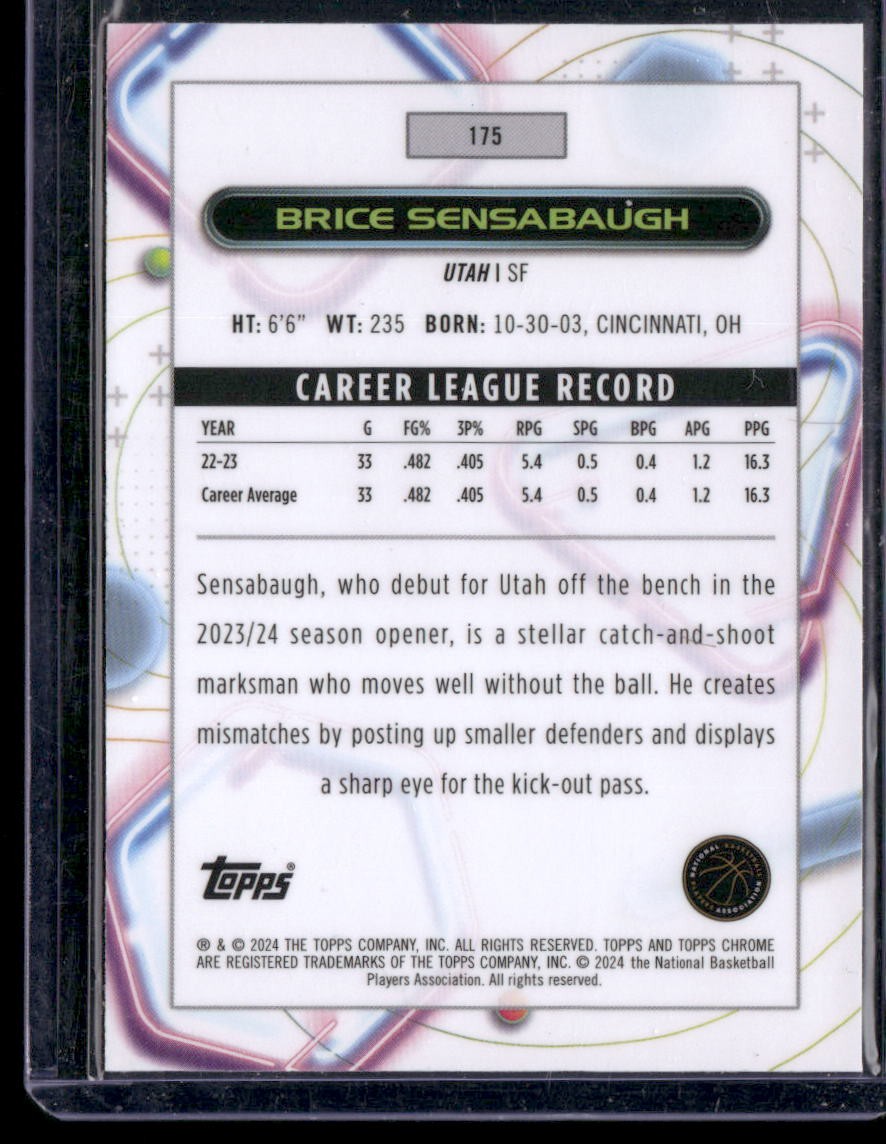 175
BRICE SENSABAUGH
UTAH | SF
HT: 6'6" WT: 235 BORN: 10-30-03, CINCINNATI, OH
CAREER LEAGUE RECORD
YEAR G FG% 3P% RPG SPG BPG APG PPG
22-23 33 .482 .405 5.4 0.5 0.4 1.2 16.3
Career Average 33 .482 .405 5.4 0.5 0.4 1.2 16.3
Sensabaugh, who debut for Utah off the bench in the
2023/24 season opener, is a stellar catch-and-shoot
marksman who moves well without the ball. He creates
mismatches by posting up smaller defenders and displays
a sharp eye for the kick-out pass.
topps®
NATIONAL BASKETBALL PLAYERS ASSOCIATION
® & © 2024 THE TOPPS COMPANY, INC. ALL RIGHTS RESERVED. TOPPS AND TOPPS CHROME
ARE REGISTERED TRADEMARKS OF THE TOPPS COMPANY, INC. © 2024 the National Basketball
Players Association. All rights reserved.